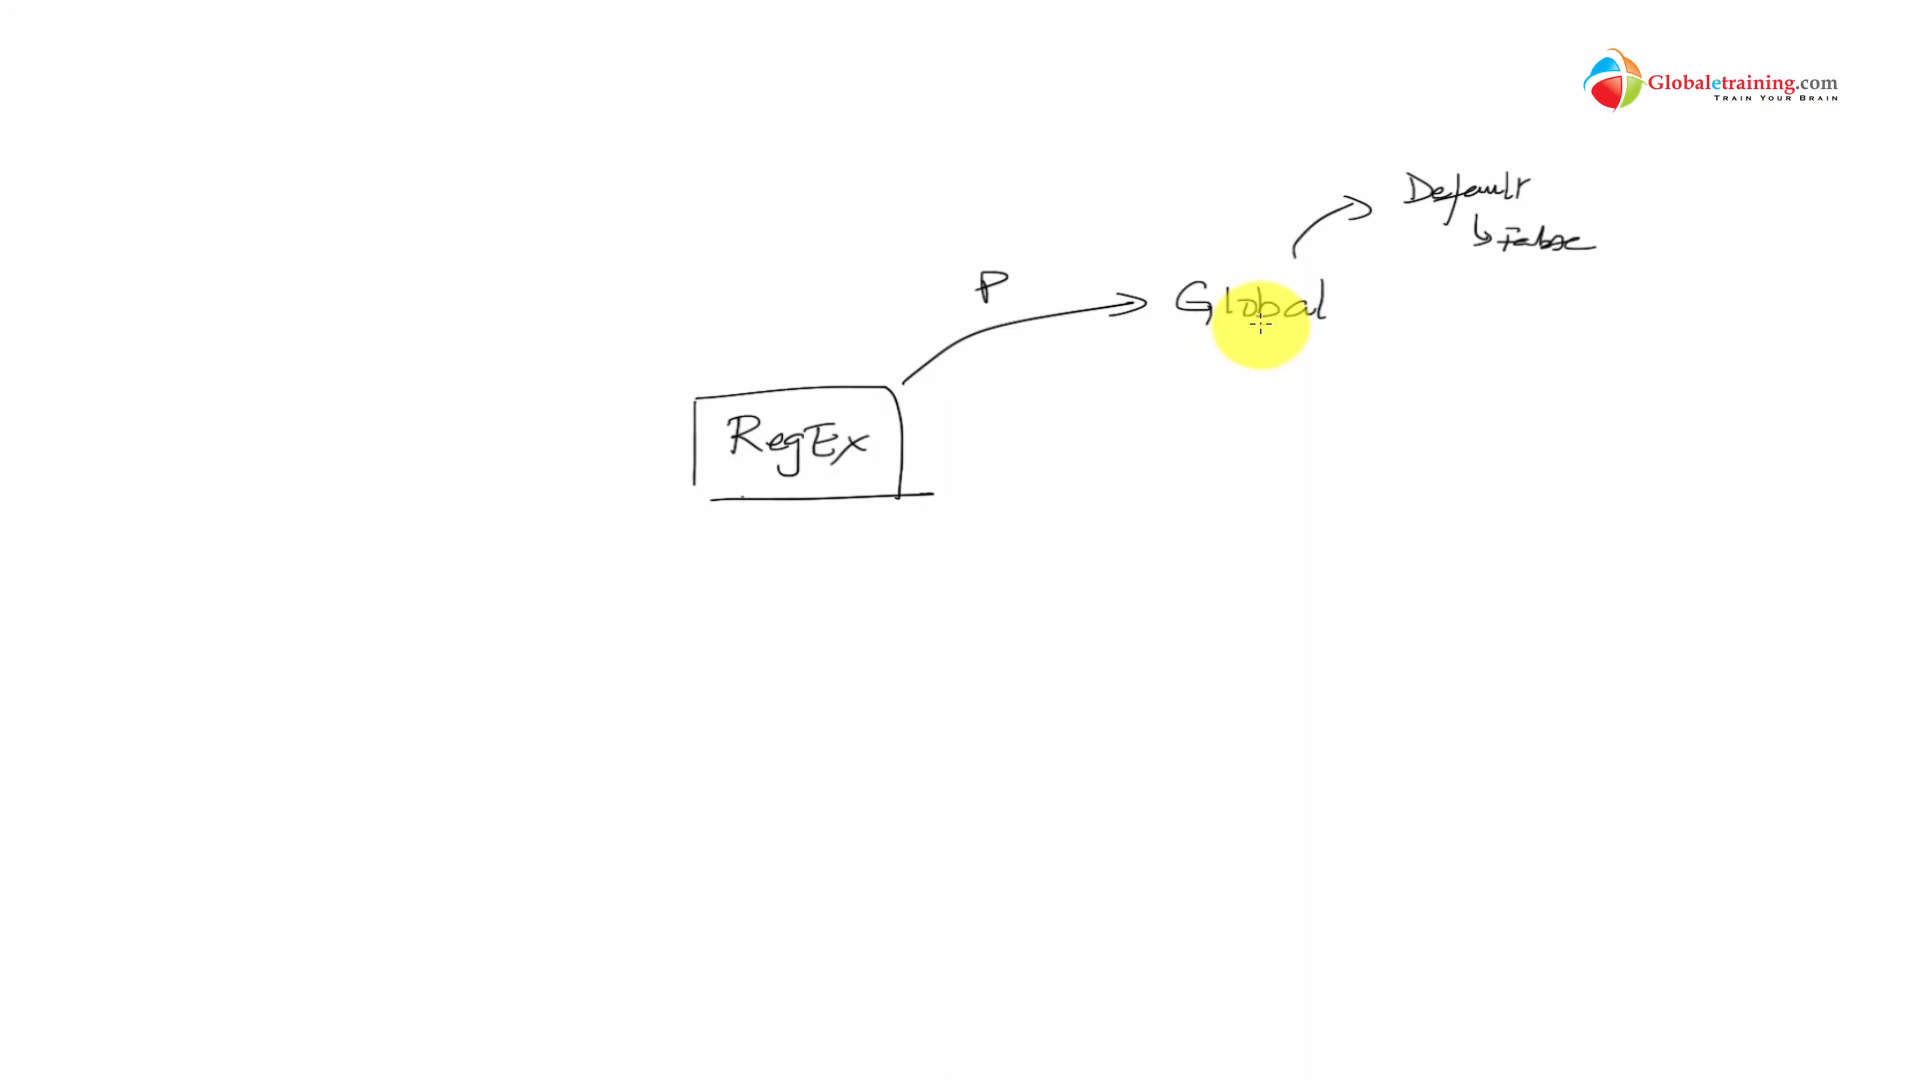 Globaletraining.com
TRAIN YOUR BRAIN
Default
False
P
Global
RegEx